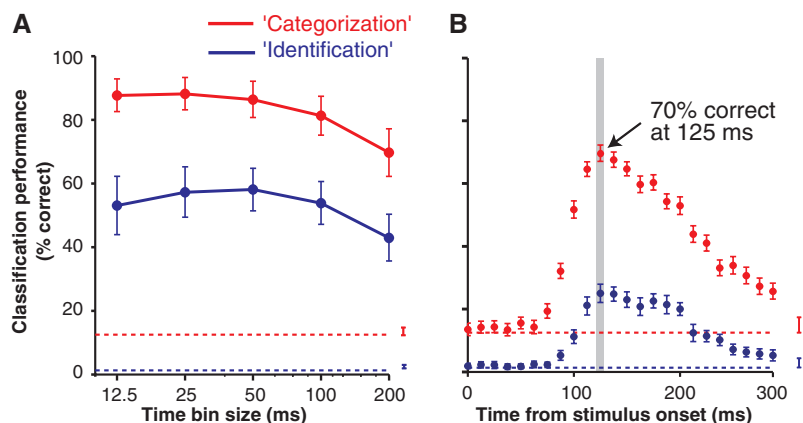 A
'Categorization'
'Identification'
B
Classification performance
(% correct)
100
80
60
40
20
0
12.5 25 50 100 200
Time bin size (ms)
70% correct
at 125 ms
0 100 200 300
Time from stimulus onset (ms)